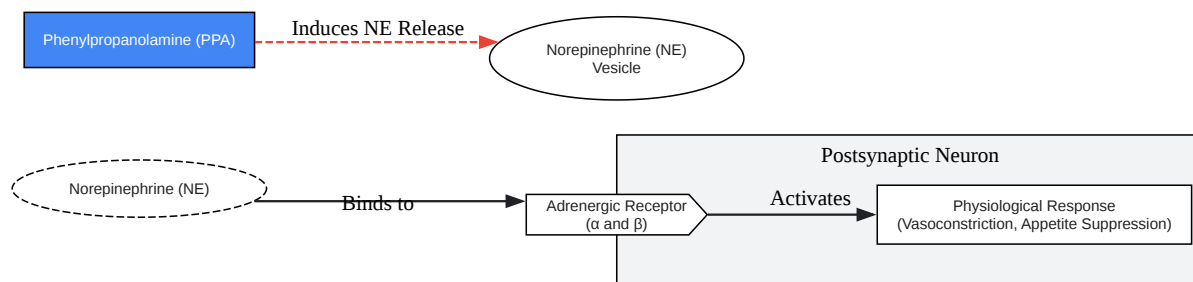 Phenylpropanolamine (PPA)
Induces NE Release
Norepinephrine (NE)
Vesicle
Postsynaptic Neuron
Norepinephrine (NE)
Binds to
Adrenergic Receptor
(α and β)
Activates
Physiological Response
(Vasoconstriction, Appetite Suppression)